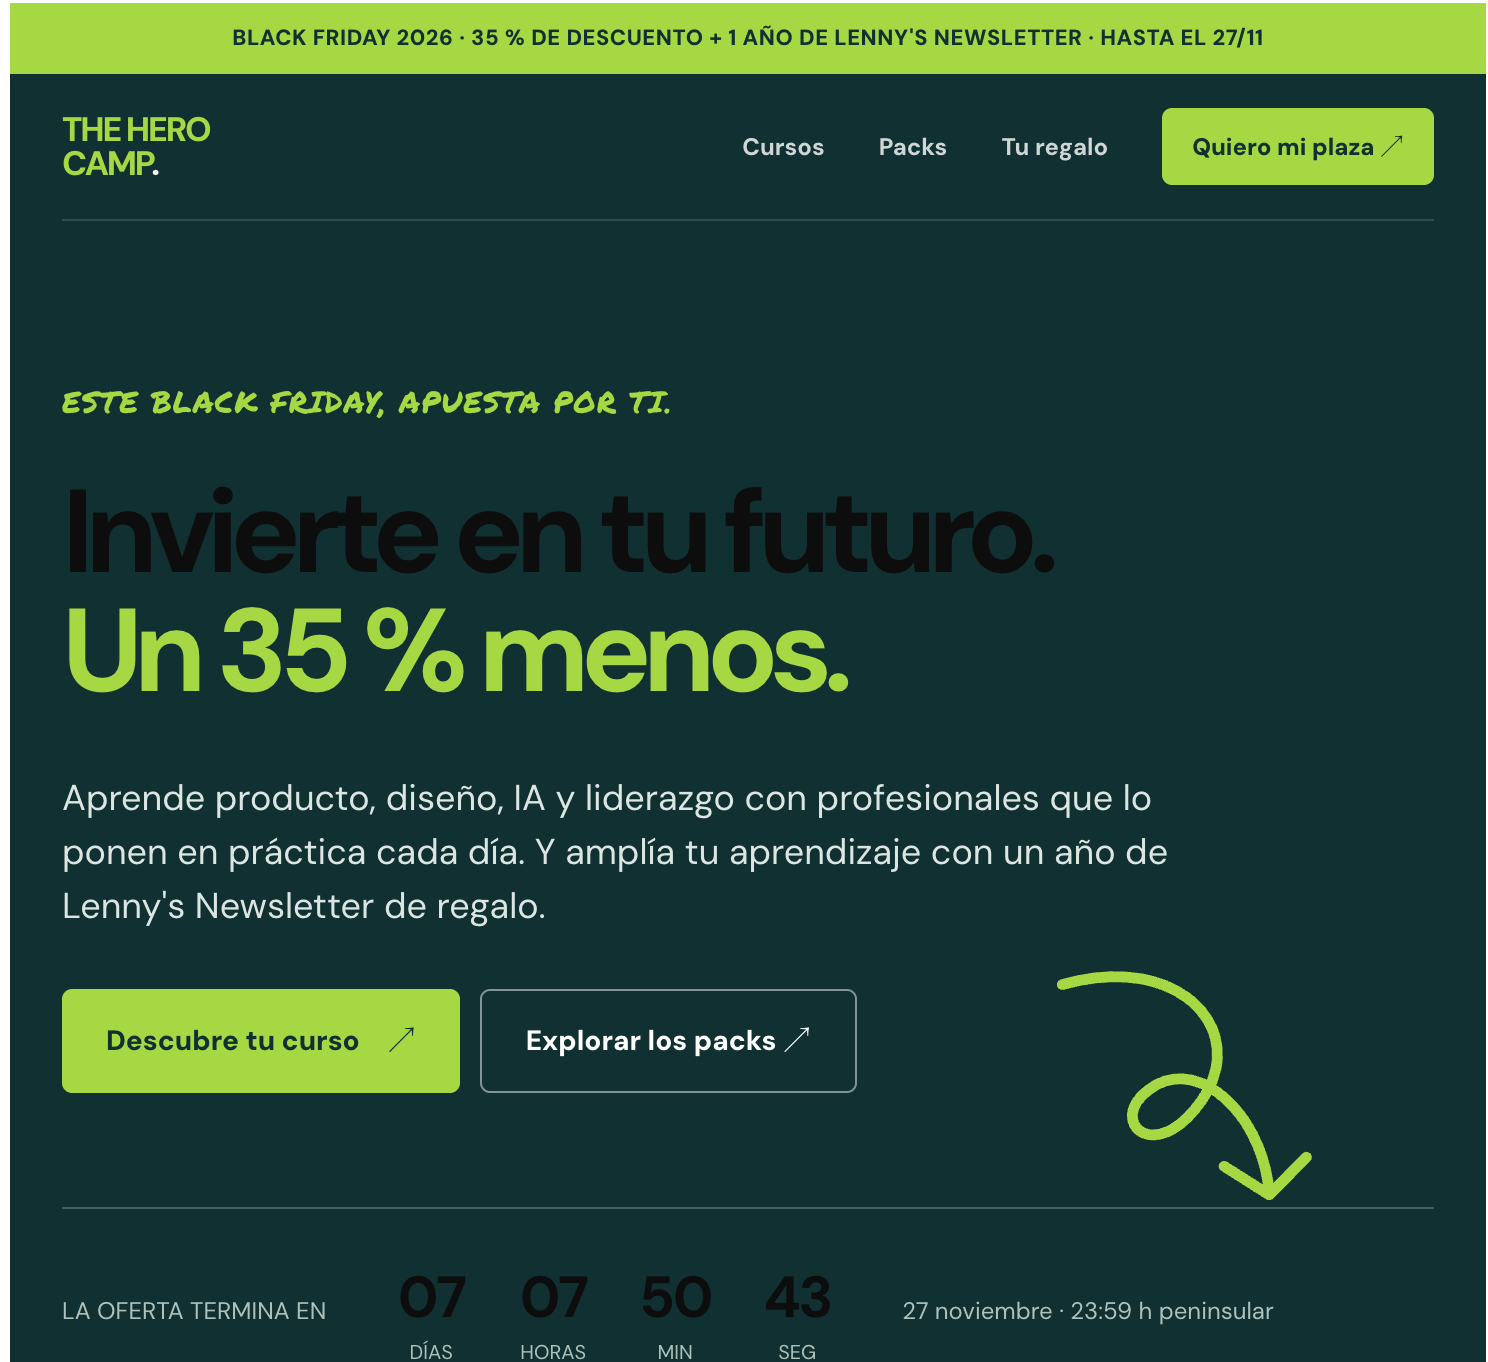 BLACK FRIDAY 2026 · 35 % DE DESCUENTO + 1 AÑO DE LENNY'S NEWSLETTER · HASTA EL 27/11
THE HERO
CAMP.
Cursos
Packs
Tu regalo
Quiero mi plaza ↗
ESTE BLACK FRIDAY, APUESTA POR TI.
Invierte en tu futuro.
Un 35 % menos.
Aprende producto, diseño, IA y liderazgo con profesionales que lo
ponen en práctica cada día. Y amplía tu aprendizaje con un año de
Lenny's Newsletter de regalo.
Descubre tu curso ↗
Explorar los packs ↗
LA OFERTA TERMINA EN
07 07 50 43
DÍAS HORAS MIN SEG
27 noviembre · 23:59 h peninsular